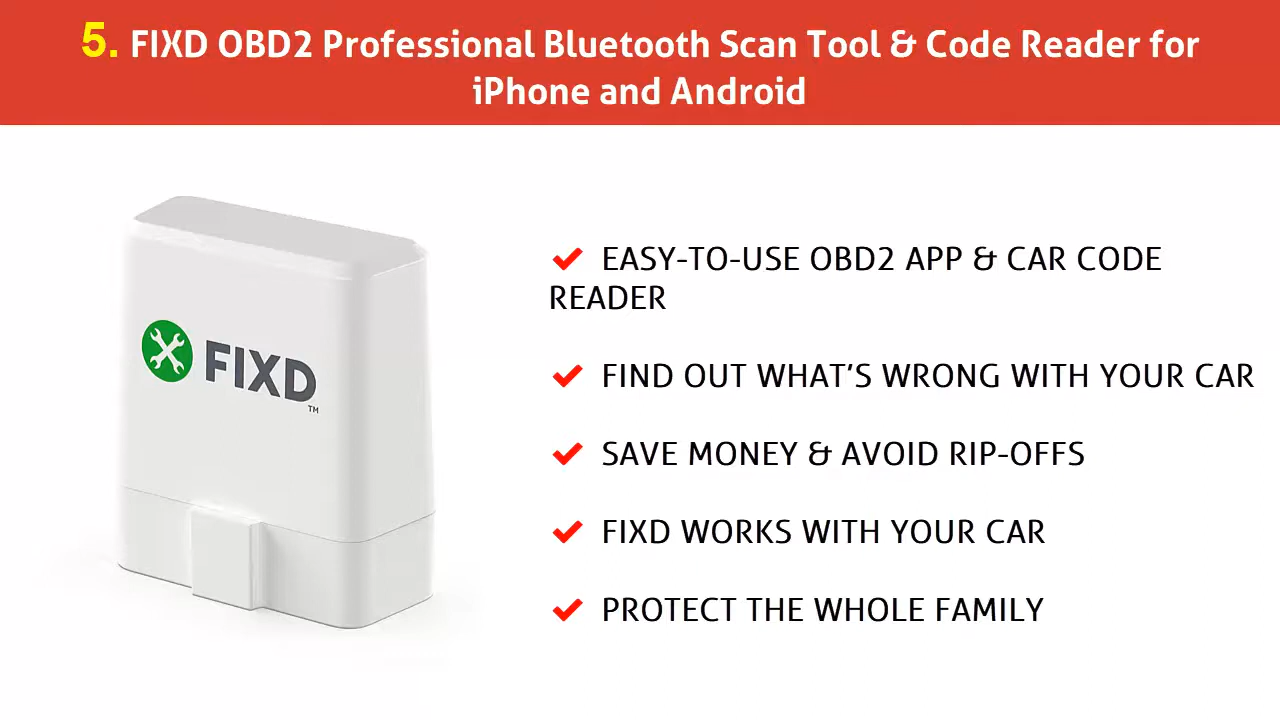 5. FIXD OBD2 Professional Bluetooth Scan Tool & Code Reader for
iPhone and Android
FIXD
TM
EASY-TO-USE OBD2 APP & CAR CODE
READER
FIND OUT WHAT'S WRONG WITH YOUR CAR
SAVE MONEY & AVOID RIP-OFFS
FIXD WORKS WITH YOUR CAR
PROTECT THE WHOLE FAMILY